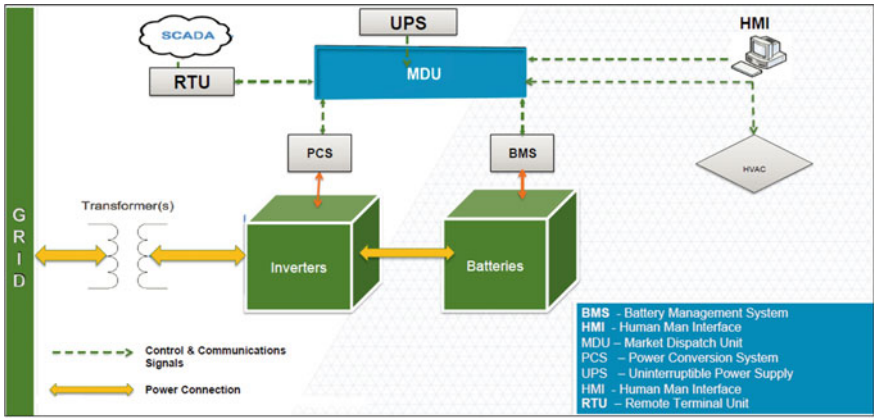 UPS
HMI
SCADA
MDU
RTU
PCS
BMS
HVAC
GRID
Transformer(s)
Inverters
Batteries
Control & Communications
Signals
Power Connection
BMS - Battery Management System
HMI - Human Man Interface
MDU – Market Dispatch Unit
PCS – Power Conversion System
UPS – Uninterruptible Power Supply
HMI - Human Man Interface
RTU – Remote Terminal Unit